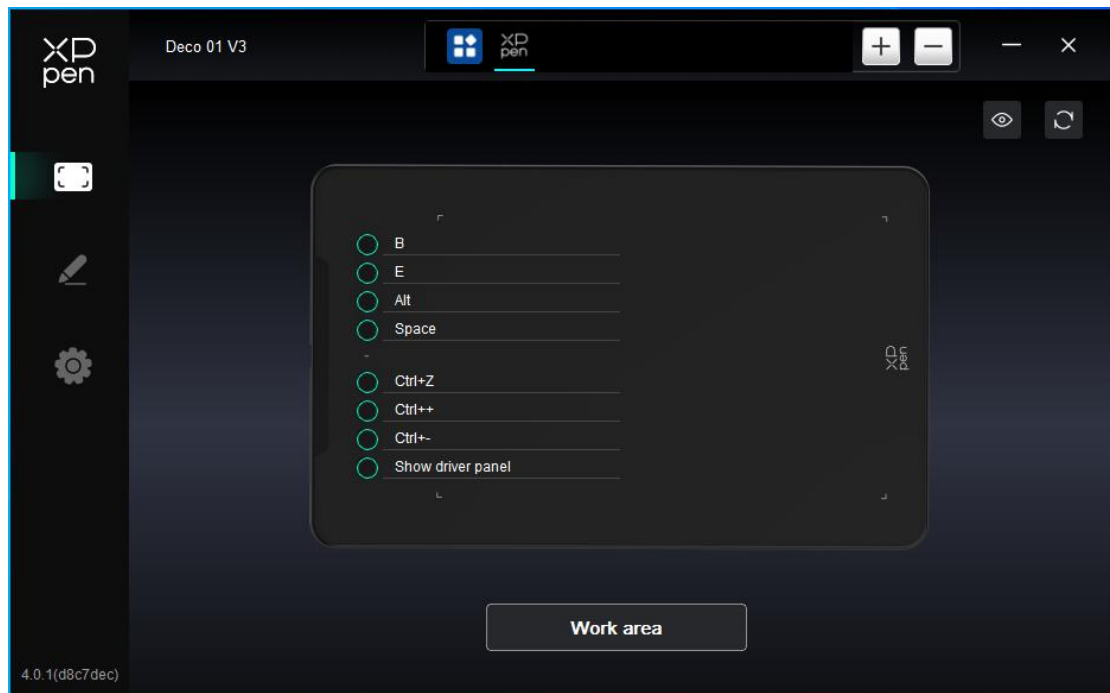 XP
pen
Deco 01 V3
XP
pen
B
E
Alt
Space
-
Ctrl+Z
Ctrl++
Ctrl+-
Show driver panel
XP
pen
Work area
4.0.1(d8c7dec)